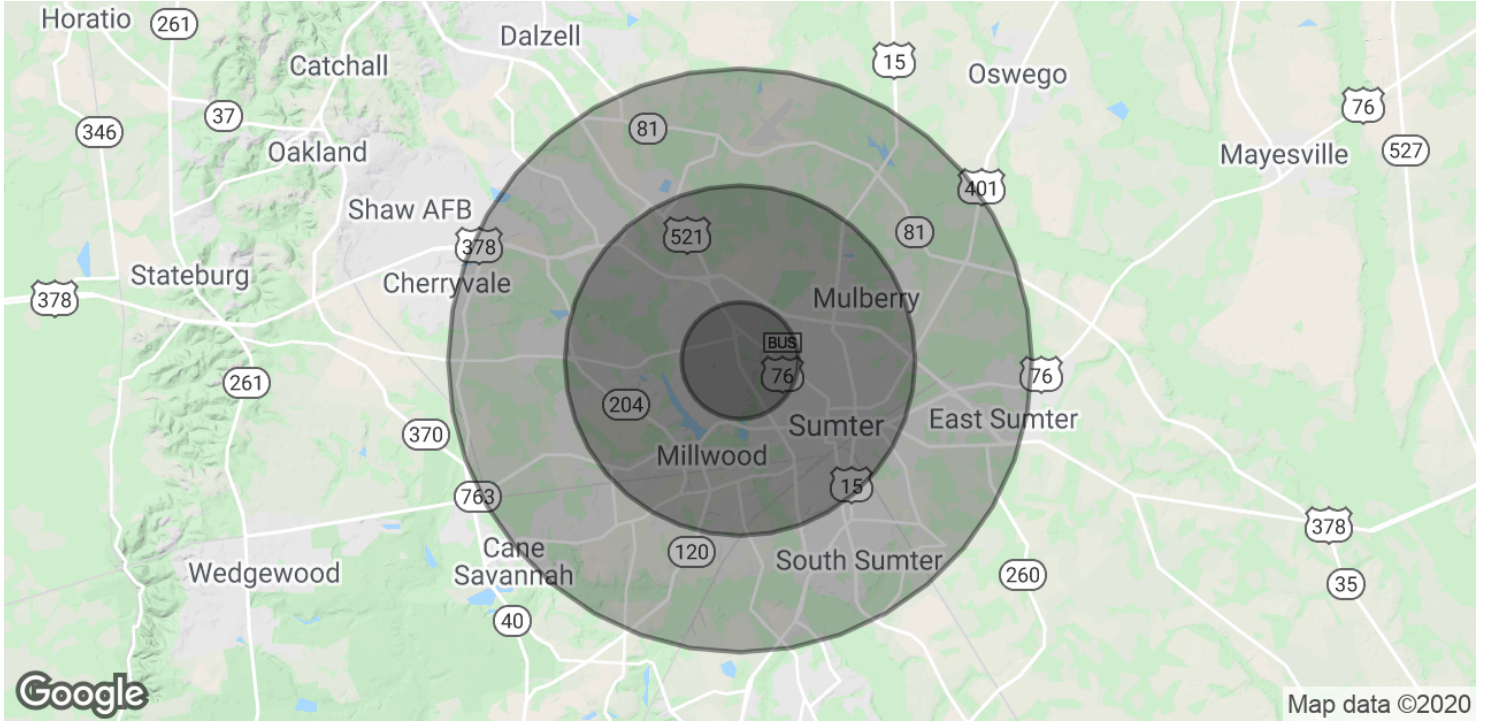 Horatio
261
Dalzell
15
Catchall
Oswego
37
76
346
81
527
Oakland
Mayesville
401
Shaw AFB
521
81
378
Stateburg
Cherryvale
378
Mulberry
BUS
76
76
261
204
Sumter
East Sumter
370
Millwood
15
763
378
120
Cane
Savannah
South Sumter
Wedgewood
260
35
40
Google
Map data ©2020